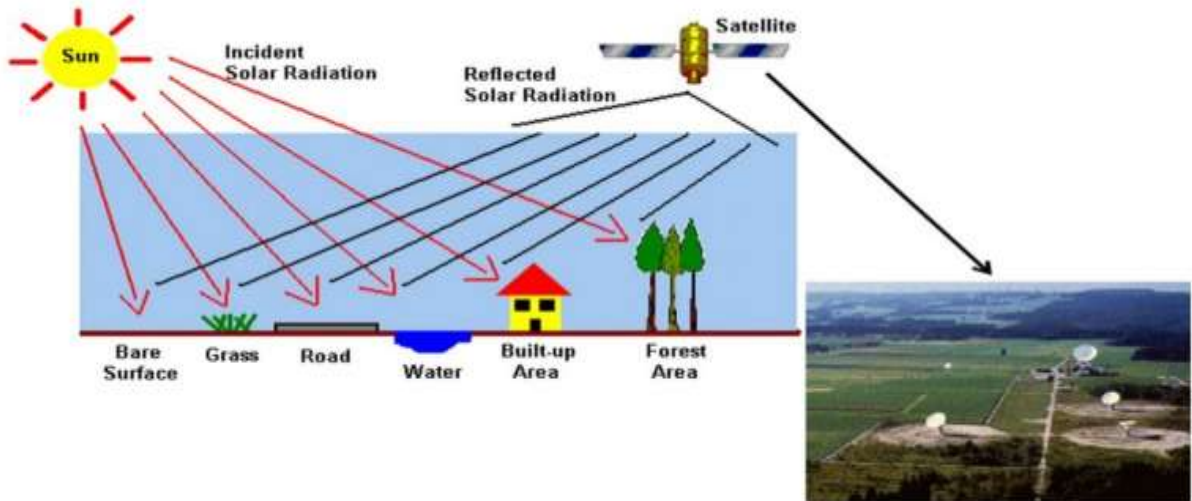 Sun
Incident
Solar Radiation
Reflected
Solar Radiation
Satellite
Bare
Surface
Grass
Road
Water
Built-up
Area
Forest
Area